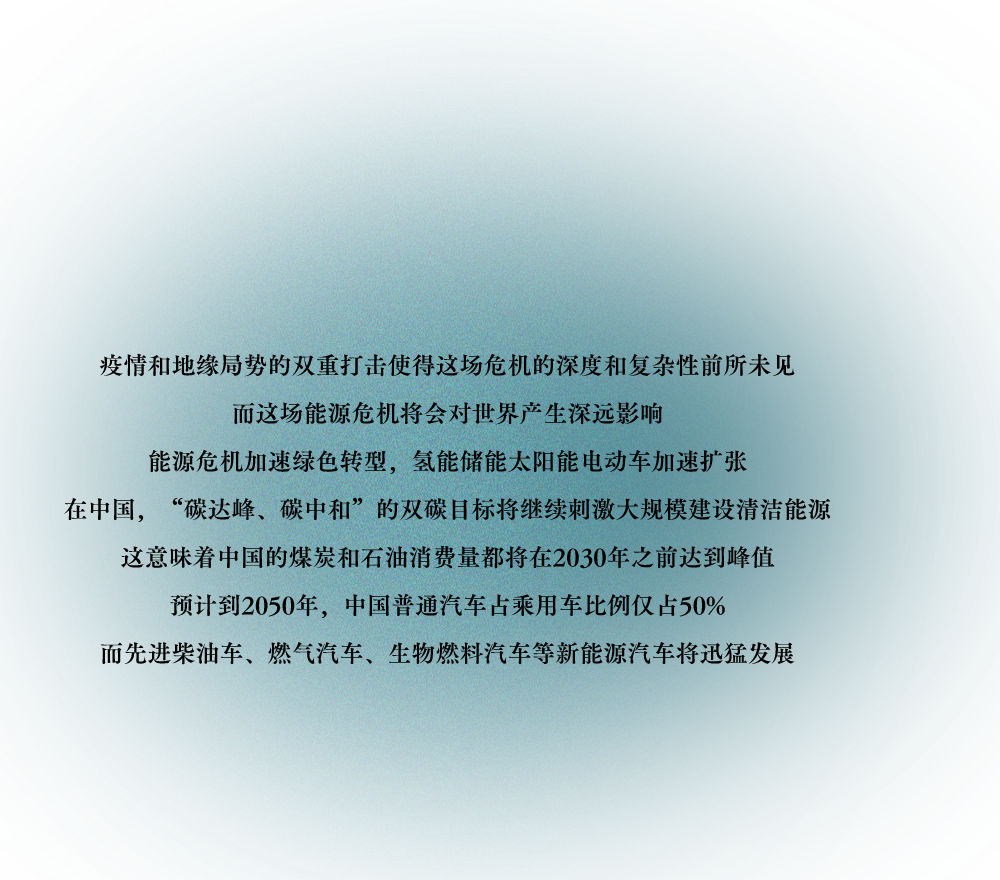 疫情和地缘局势的双重打击使得这场危机的深度和复杂性前所未见
而这场能源危机将会对世界产生深远影响
能源危机加速绿色转型，氢能储能太阳能电动车加速扩张
在中国，“碳达峰、碳中和”的双碳目标将继续刺激大规模建设清洁能源
这意味着中国的煤炭和石油消费量都将在2030年之前达到峰值
预计到2050年，中国普通汽车占乘用车比例仅占50%
而先进柴油车、燃气汽车、生物燃料汽车等新能源汽车将迅猛发展